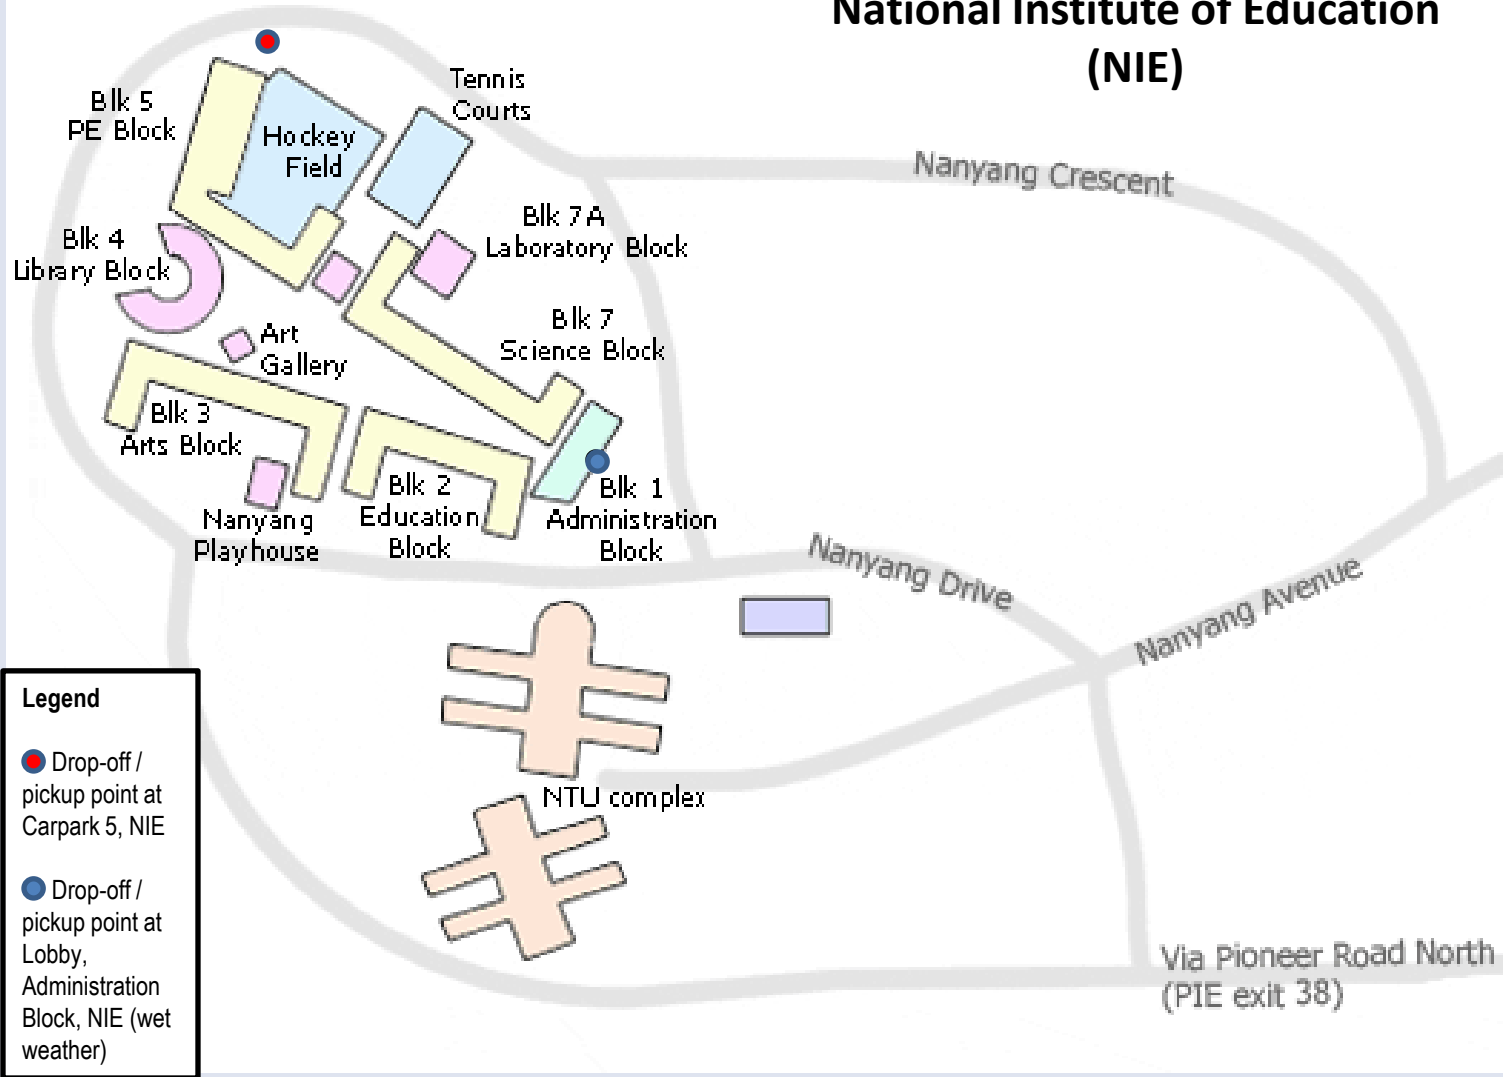 National Institute of Education
(NIE)
Tennis
Courts
Blk 5
PE Block
Hockey
Field
Nanyang Crescent
Blk 7A
Laboratory Block
Blk 4
Library Block
Art
Gallery
Blk 7
Science Block
Blk 3
Arts Block
Blk 2
Education
Block
Blk 1
Administration
Block
Nanyang
Playhouse
Nanyang Drive
Nanyang Avenue
NTU complex
Via Pioneer Road North
(PIE exit 38)
Legend
Drop-off /
pickup point at
Carpark 5, NIE
Drop-off /
pickup point at
Lobby,
Administration
Block, NIE (wet
weather)